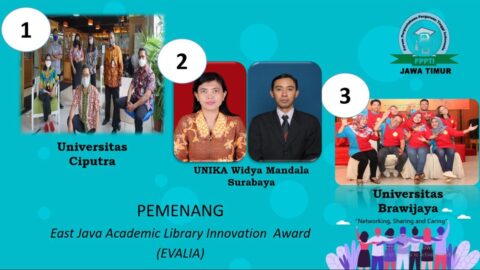 1
2
3
FPPTI
JAWA TIMUR
Universitas
Ciputra
UNIKA Widya Mandala
Surabaya
Universitas
Brawijaya
"Networking, Sharing and Caring"
PEMENANG
East Java Academic Library Innovation Award
(EVALIA)